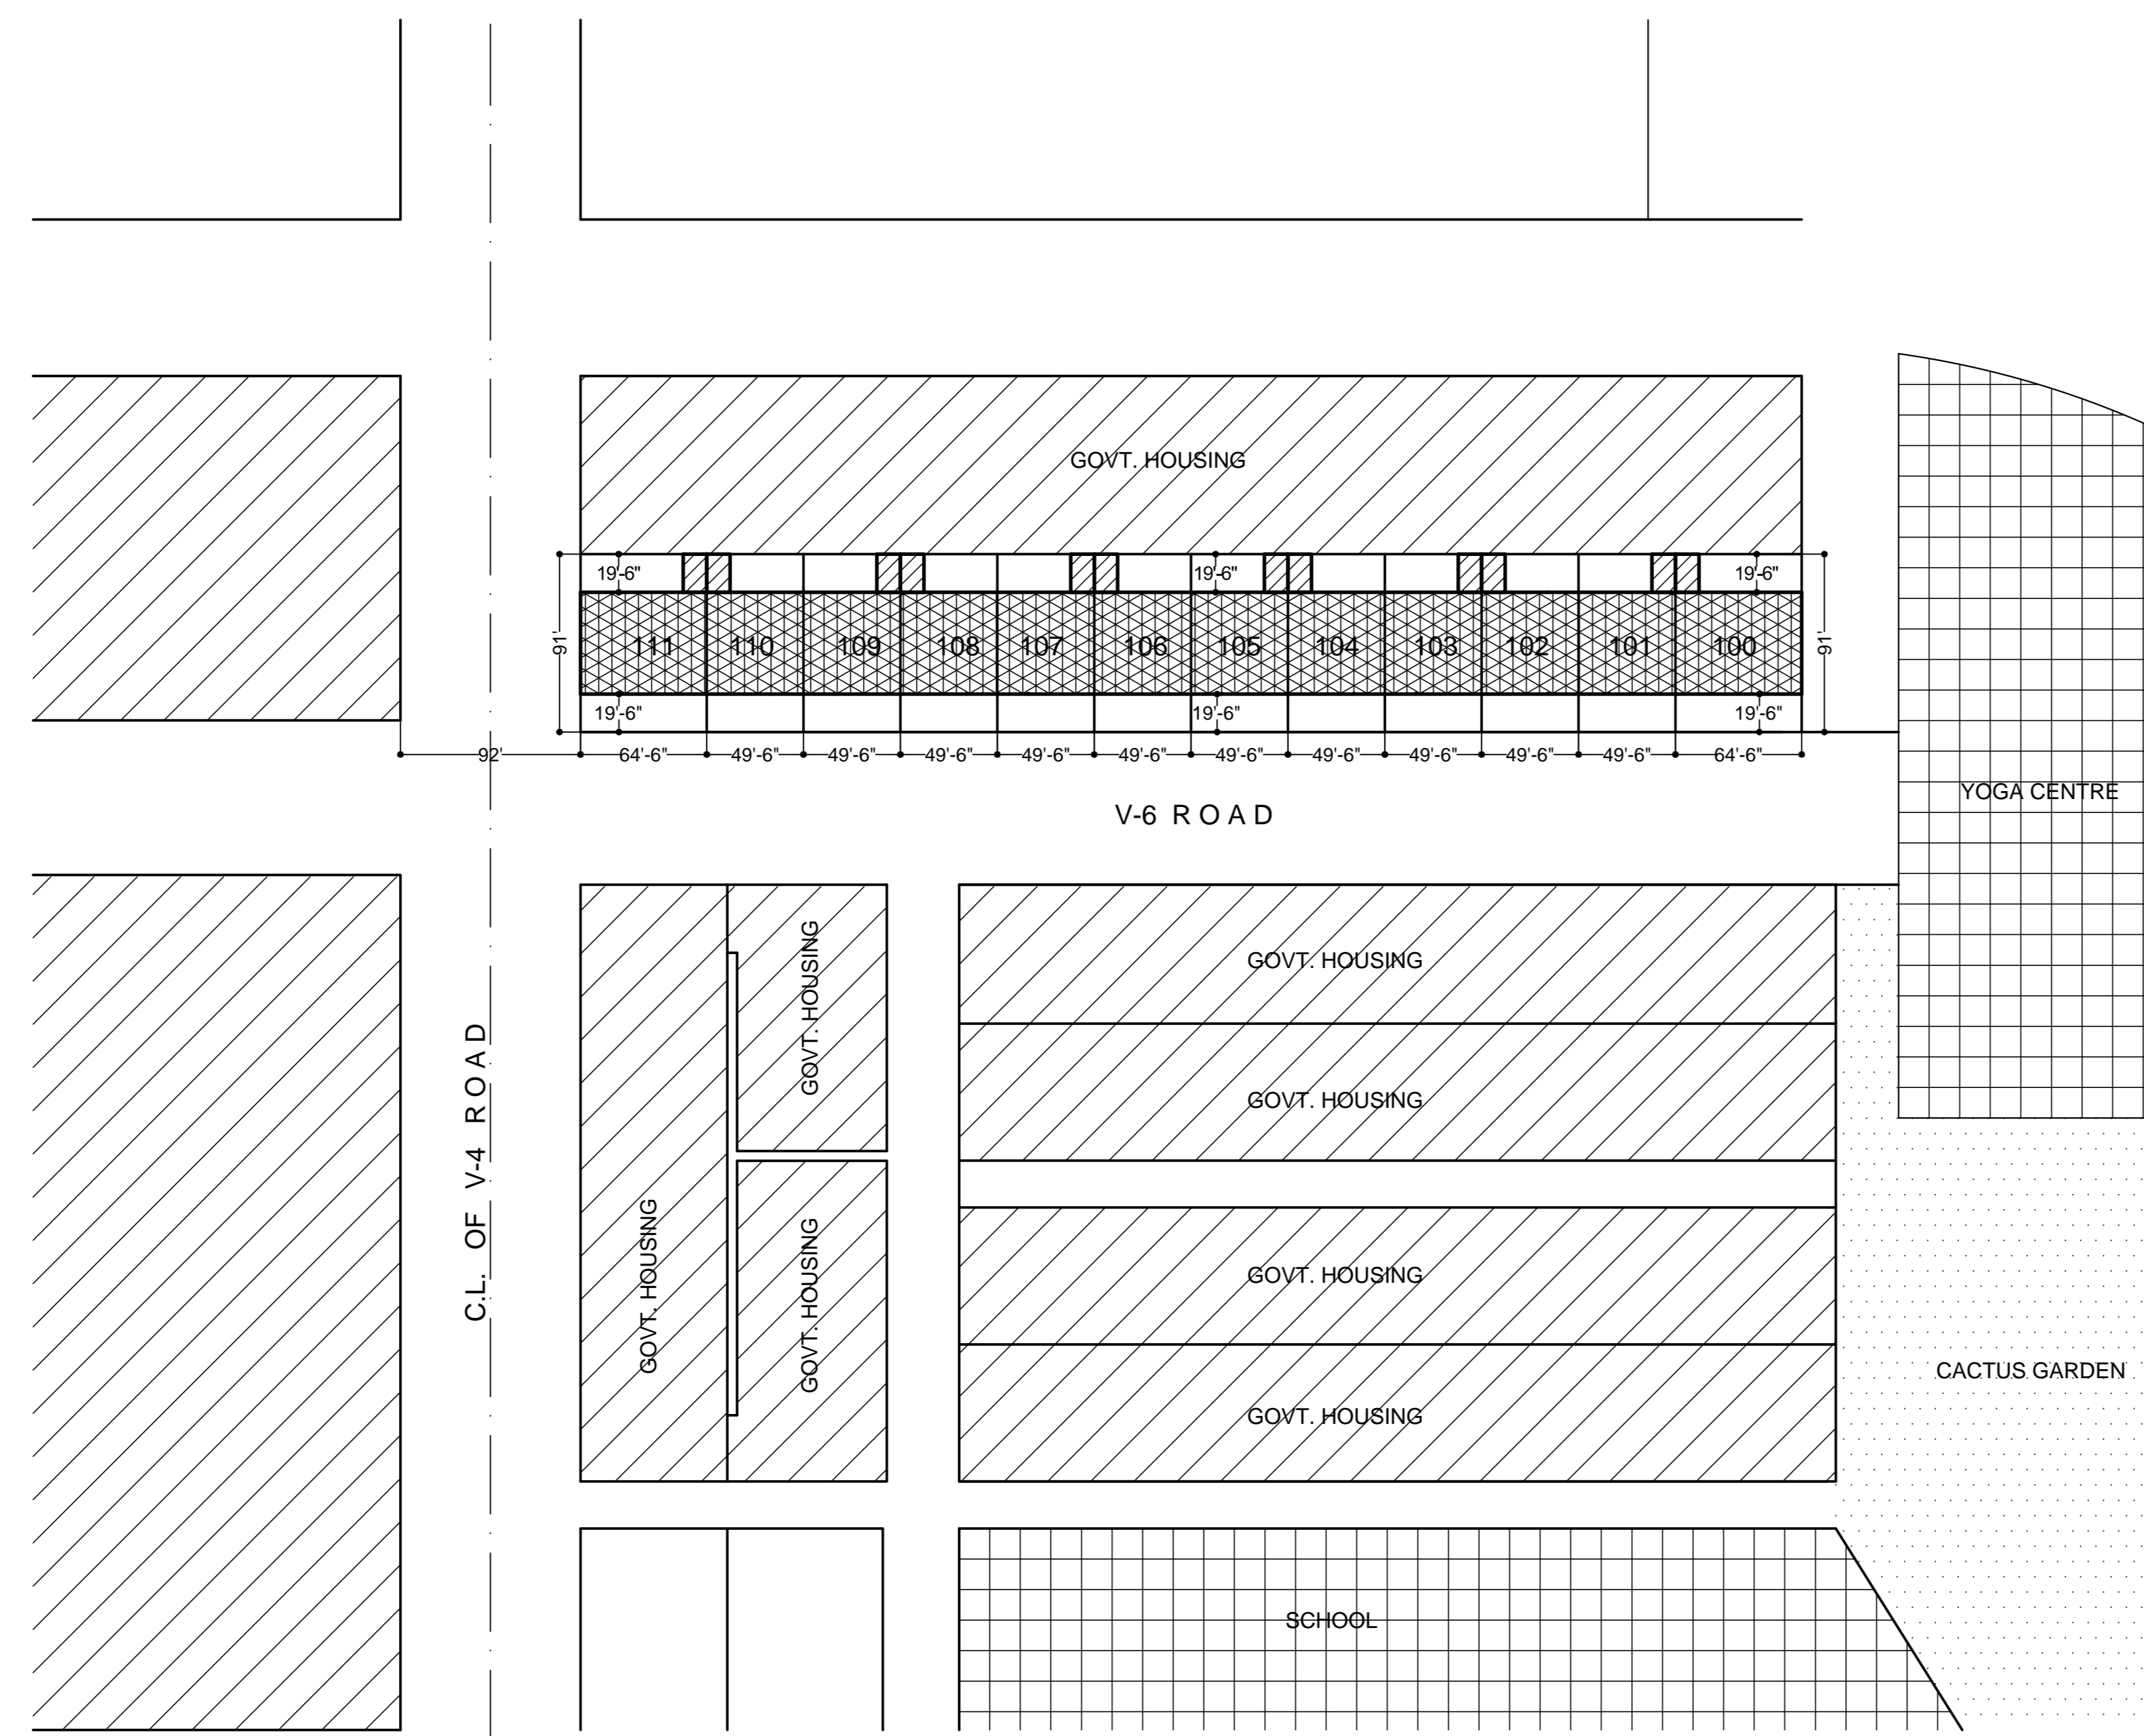 GOVT. HOUSING
19'-6" 19'-6" 19'-6"
91' 111 110 109 108 107 106 105 104 103 102 101 100 91'
19'-6" 19'-6" 19'-6"
92' 64'-6" 49'-6" 49'-6" 49'-6" 49'-6" 49'-6" 49'-6" 49'-6" 49'-6" 49'-6" 49'-6" 64'-6"
YOGA CENTRE
V-6 ROAD
GOVT. HOUSING
GOVT. HOUSING
C.L. OF V-4 ROAD
GOVT. HOUSING
GOVT. HOUSING
GOVT. HOUSING
GOVT. HOUSING
CACTUS GARDEN
GOVT. HOUSING
SCHOOL